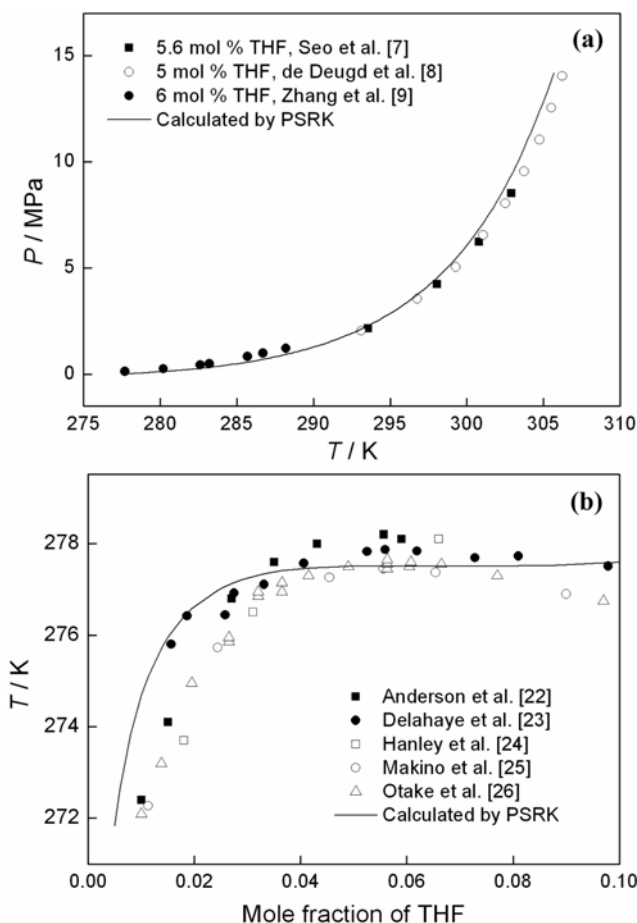 (a)
5.6 mol % THF, Seo et al. [7]
5 mol % THF, de Deugd et al. [8]
6 mol % THF, Zhang et al. [9]
Calculated by PSRK
15
10
5
0
P / MPa
275 280 285 290 295 300 305 310
T / K
(b)
278
276
274
272
T / K
Anderson et al. [22]
Delahaye et al. [23]
Hanley et al. [24]
Makino et al. [25]
Otake et al. [26]
Calculated by PSRK
0.00 0.02 0.04 0.06 0.08 0.10
Mole fraction of THF